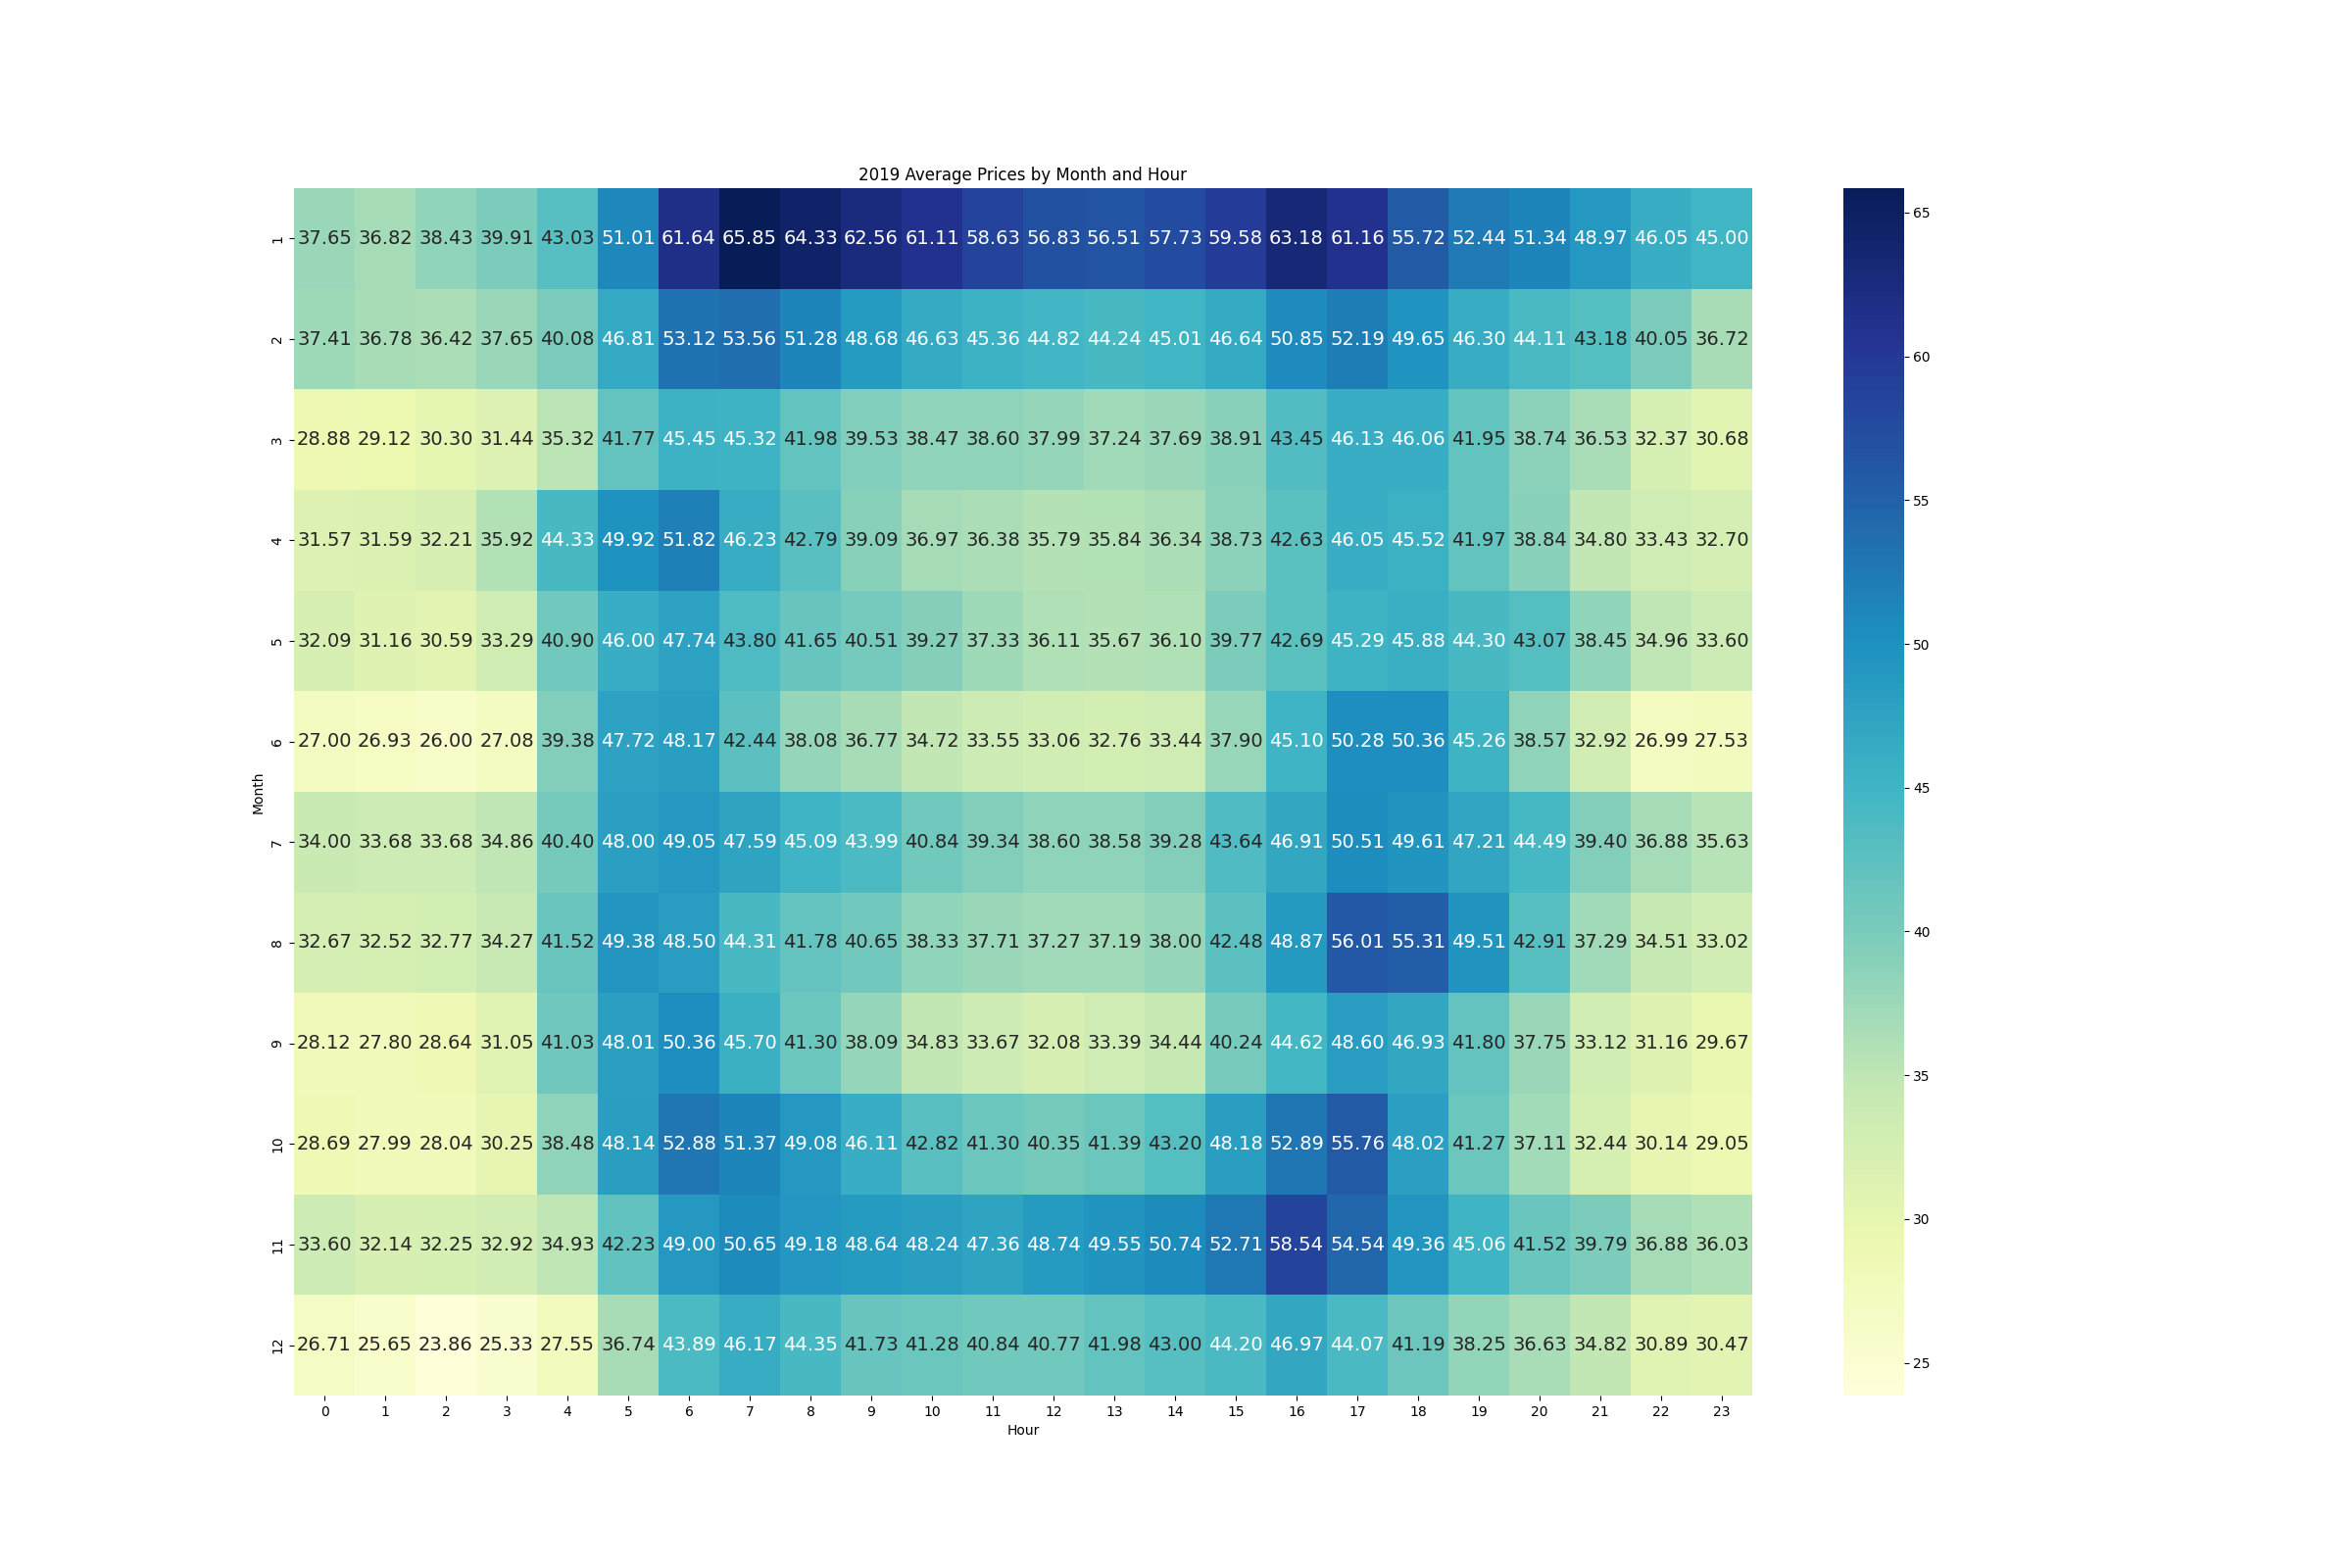 2019 Average Prices by Month and Hour
1 37.65 36.82 38.43 39.91 43.03 51.01 61.64 65.85 64.33 62.56 61.11 58.63 56.83 56.51 57.73 59.58 63.18 61.16 55.72 52.44 51.34 48.97 46.05 45.00
2 37.41 36.78 36.42 37.65 40.08 46.81 53.12 53.56 51.28 48.68 46.63 45.36 44.82 44.24 45.01 46.64 50.85 52.19 49.65 46.30 44.11 43.18 40.05 36.72
3 28.88 29.12 30.30 31.44 35.32 41.77 45.45 45.32 41.98 39.53 38.47 38.60 37.99 37.24 37.69 38.91 43.45 46.13 46.06 41.95 38.74 36.53 32.37 30.68
4 31.57 31.59 32.21 35.92 44.33 49.92 51.82 46.23 42.79 39.09 36.97 36.38 35.79 35.84 36.34 38.73 42.63 46.05 45.52 41.97 38.84 34.80 33.43 32.70
5 32.09 31.16 30.59 33.29 40.90 46.00 47.74 43.80 41.65 40.51 39.27 37.33 36.11 35.67 36.10 39.77 42.69 45.29 45.88 44.30 43.07 38.45 34.96 33.60
6 27.00 26.93 26.00 27.08 39.38 47.72 48.17 42.44 38.08 36.77 34.72 33.55 33.06 32.76 33.44 37.90 45.10 50.28 50.36 45.26 38.57 32.92 26.99 27.53
7 34.00 33.68 33.68 34.86 40.40 48.00 49.05 47.59 45.09 43.99 40.84 39.34 38.60 38.58 39.28 43.64 46.91 50.51 49.61 47.21 44.49 39.40 36.88 35.63
8 32.67 32.52 32.77 34.27 41.52 49.38 48.50 44.31 41.78 40.65 38.33 37.71 37.27 37.19 38.00 42.48 48.87 56.01 55.31 49.51 42.91 37.29 34.51 33.02
9 28.12 27.80 28.64 31.05 41.03 48.01 50.36 45.70 41.30 38.09 34.83 33.67 32.08 33.39 34.44 40.24 44.62 48.60 46.93 41.80 37.75 33.12 31.16 29.67
10 28.69 27.99 28.04 30.25 38.48 48.14 52.88 51.37 49.08 46.11 42.82 41.30 40.35 41.39 43.20 48.18 52.89 55.76 48.02 41.27 37.11 32.44 30.14 29.05
11 33.60 32.14 32.25 32.92 34.93 42.23 49.00 50.65 49.18 48.64 48.24 47.36 48.74 49.55 50.74 52.71 58.54 54.54 49.36 45.06 41.52 39.79 36.88 36.03
12 26.71 25.65 23.86 25.33 27.55 36.74 43.89 46.17 44.35 41.73 41.28 40.84 40.77 41.98 43.00 44.20 46.97 44.07 41.19 38.25 36.63 34.82 30.89 30.47
0 1 2 3 4 5 6 7 8 9 10 11 12 13 14 15 16 17 18 19 20 21 22 23
Hour
Month
65
60
55
50
45
40
35
30
25